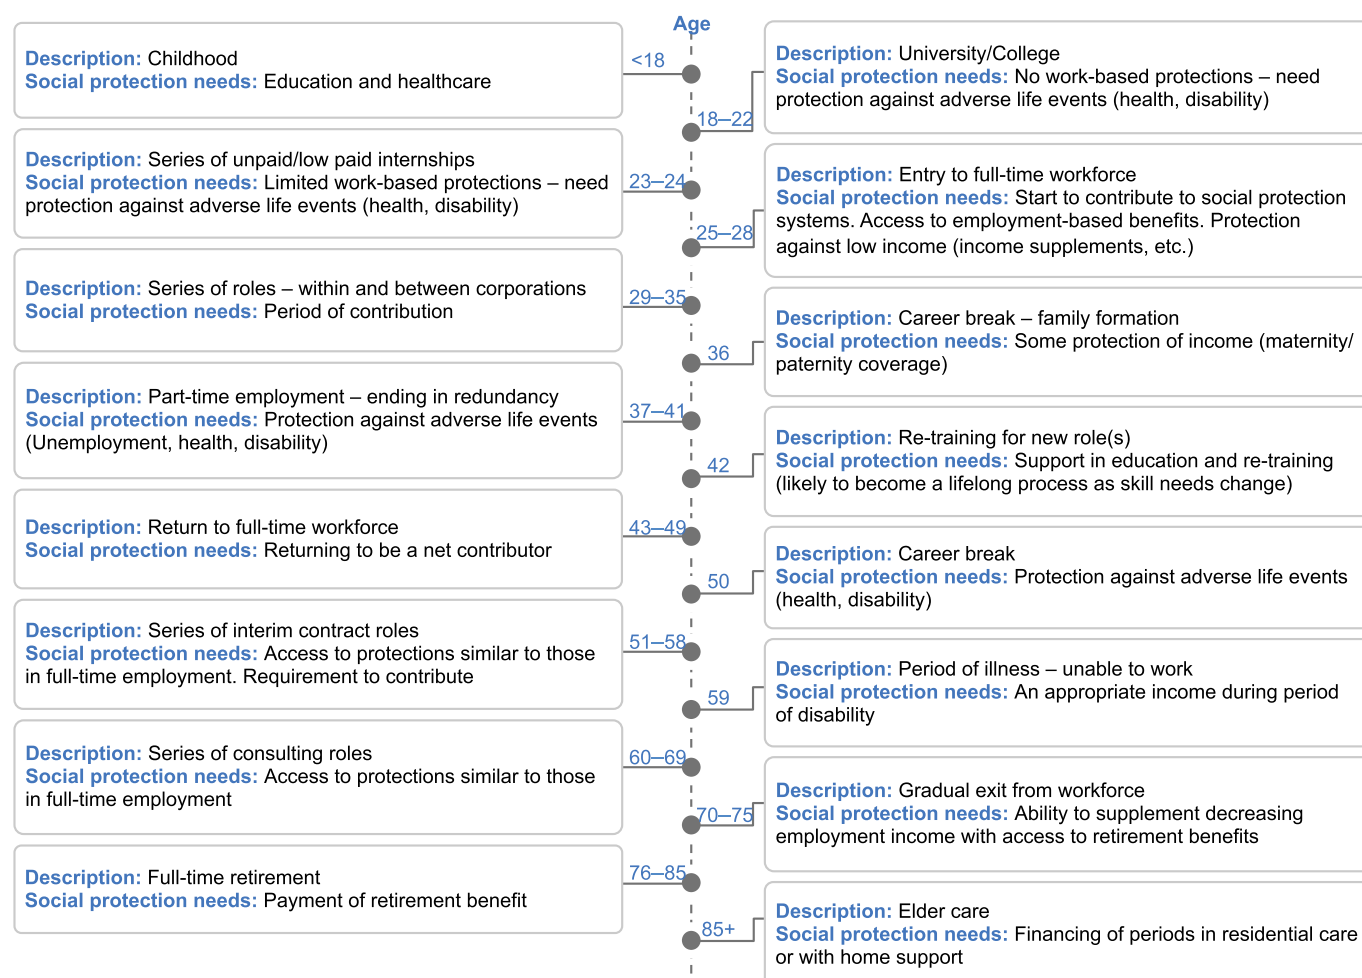 Age
<18
Description: Childhood
Social protection needs: Education and healthcare
18–22
Description: University/College
Social protection needs: No work-based protections – need
protection against adverse life events (health, disability)
23–24
Description: Series of unpaid/low paid internships
Social protection needs: Limited work-based protections – need
protection against adverse life events (health, disability)
25–28
Description: Entry to full-time workforce
Social protection needs: Start to contribute to social protection
systems. Access to employment-based benefits. Protection
against low income (income supplements, etc.)
29–35
Description: Series of roles – within and between corporations
Social protection needs: Period of contribution
36
Description: Career break – family formation
Social protection needs: Some protection of income (maternity/
paternity coverage)
37–41
Description: Part-time employment – ending in redundancy
Social protection needs: Protection against adverse life events
(Unemployment, health, disability)
42
Description: Re-training for new role(s)
Social protection needs: Support in education and re-training
(likely to become a lifelong process as skill needs change)
43–49
Description: Return to full-time workforce
Social protection needs: Returning to be a net contributor
50
Description: Career break
Social protection needs: Protection against adverse life events
(health, disability)
51–58
Description: Series of interim contract roles
Social protection needs: Access to protections similar to those
in full-time employment. Requirement to contribute
59
Description: Period of illness – unable to work
Social protection needs: An appropriate income during period
of disability
60–69
Description: Series of consulting roles
Social protection needs: Access to protections similar to those
in full-time employment
70–75
Description: Gradual exit from workforce
Social protection needs: Ability to supplement decreasing
employment income with access to retirement benefits
76–85
Description: Full-time retirement
Social protection needs: Payment of retirement benefit
85+
Description: Elder care
Social protection needs: Financing of periods in residential care
or with home support